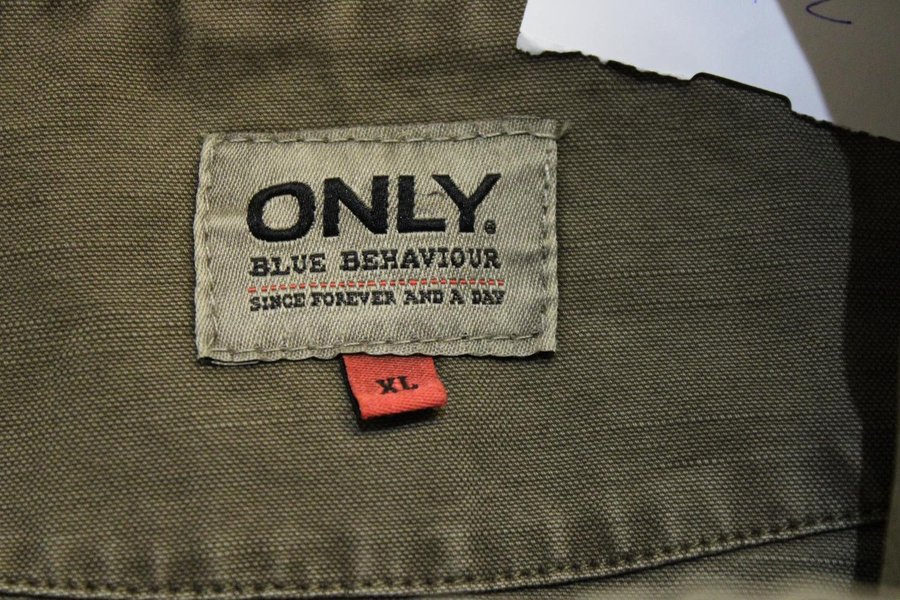 ONLY.
BLUE BEHAVIOUR
SINCE FOREVER AND A DAY
XL